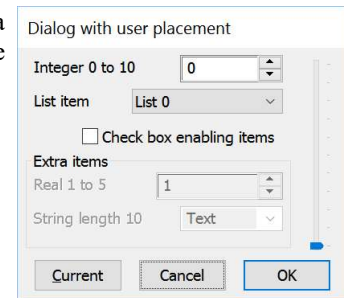 a
e
Dialog with user placement
Integer 0 to 10 0
List item List 0
Check box enabling items
Extra items
Real 1 to 5 1
String length 10 Text
Current Cancel OK